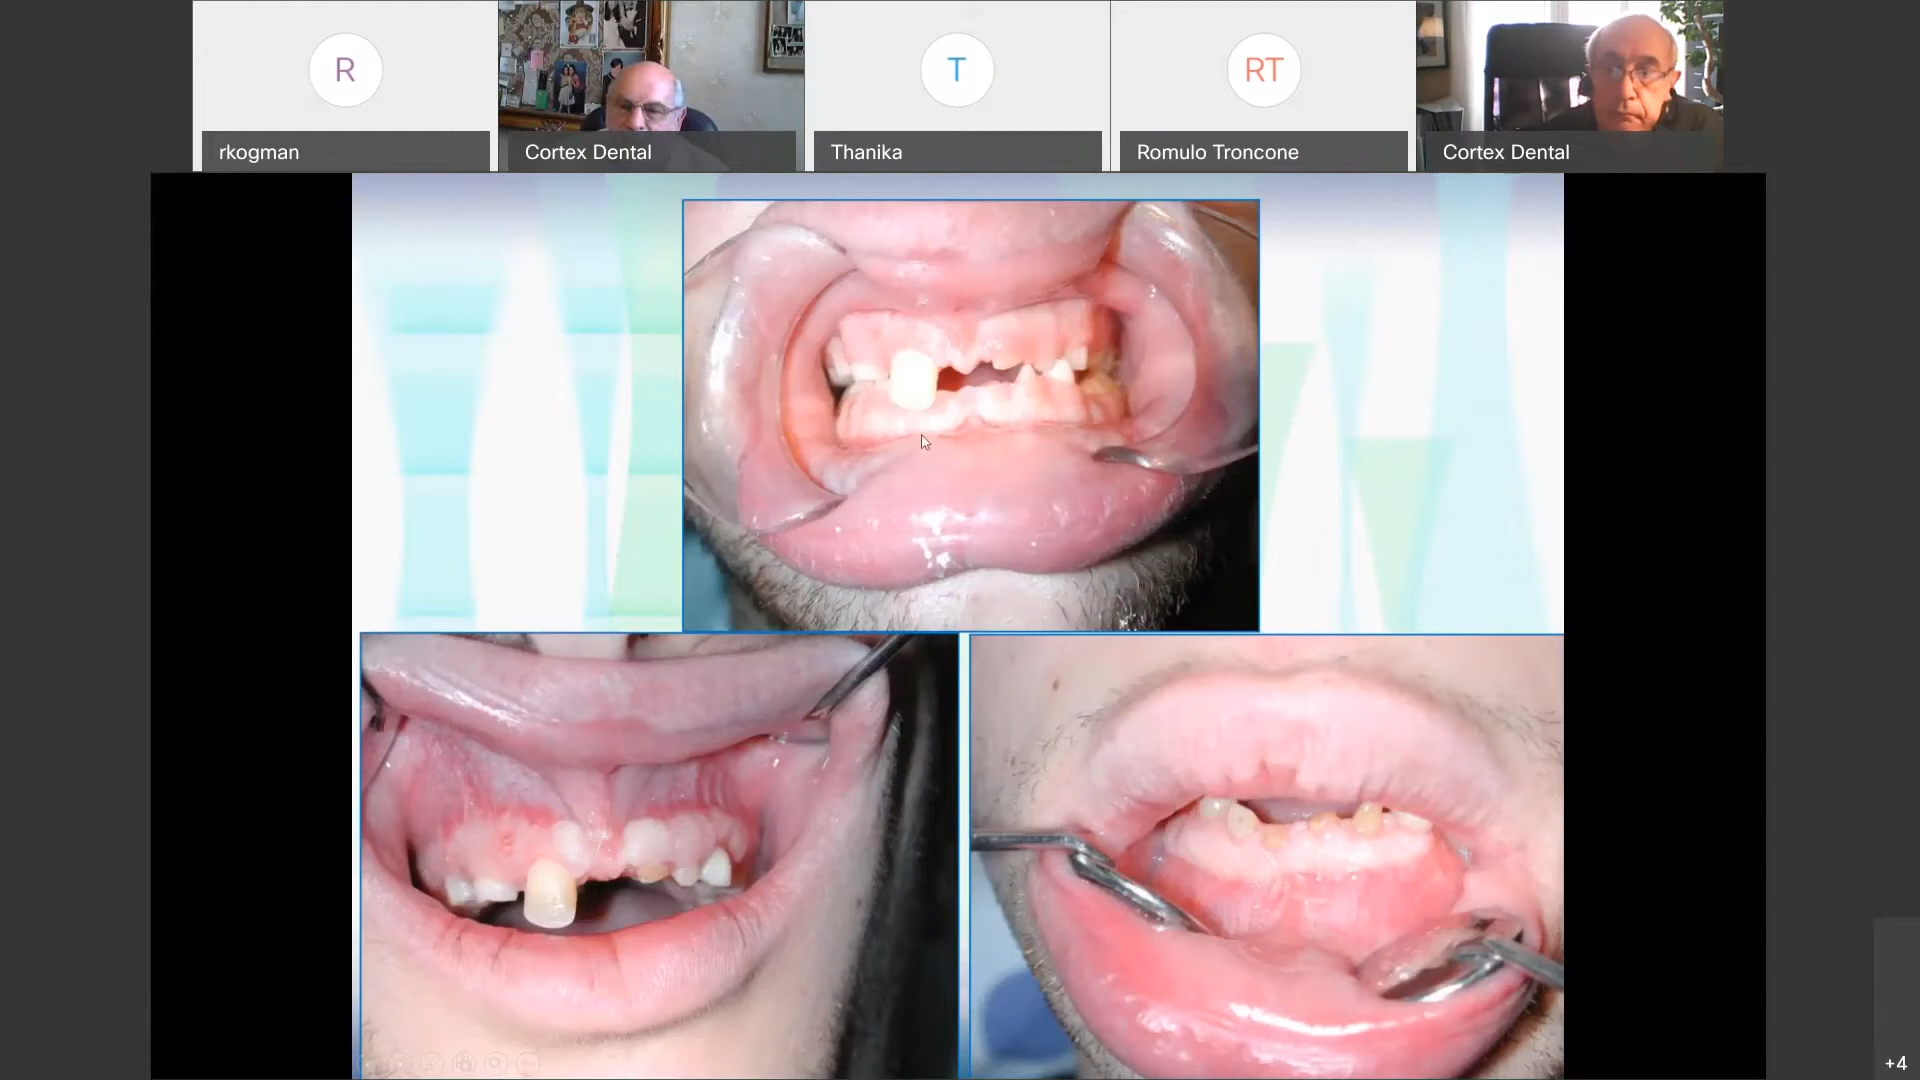 R
T
RT
rkogman
Cortex Dental
Thanika
Romulo Troncone
Cortex Dental
+4